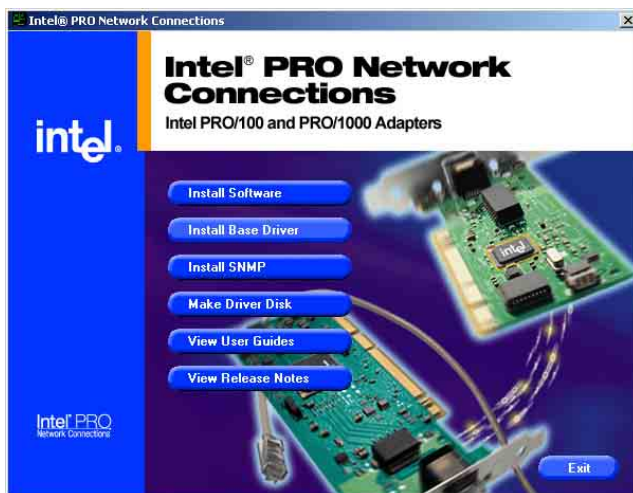 Intel® PRO Network Connections
Intel® PRO Network
Connections
Intel PRO/100 and PRO/1000 Adapters
intel.
Install Software
Install Base Driver
Install SNMP
Make Driver Disk
View User Guides
View Release Notes
intel
Intel® PRO
Network Connections
Exit